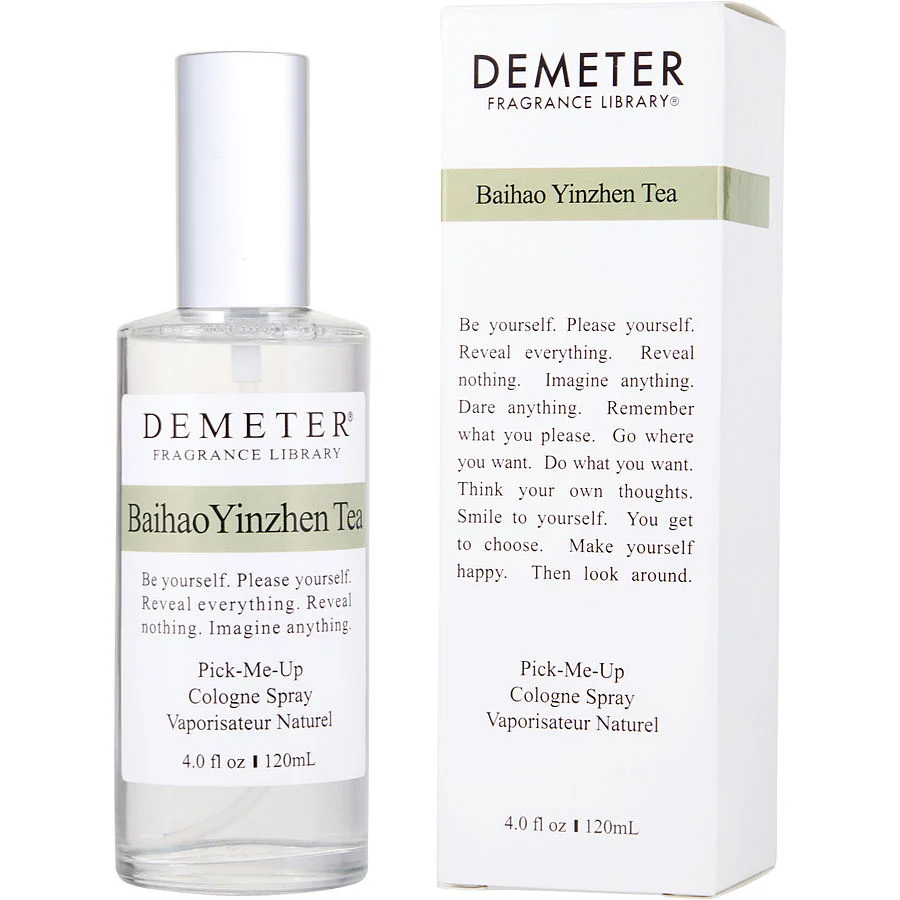 DEMETER®
FRAGRANCE LIBRARY
BaihaoYinzhen Tea
Be yourself. Please yourself.
Reveal everything. Reveal
nothing. Imagine anything.
Pick-Me-Up
Cologne Spray
Vaporisateur Naturel
4.0 fl oz I 120mL
DEMETER
FRAGRANCE LIBRARY®
Baihao Yinzhen Tea
Be yourself. Please yourself.
Reveal everything. Reveal
nothing. Imagine anything.
Dare anything. Remember
what you please. Go where
you want. Do what you want.
Think your own thoughts.
Smile to yourself. You get
to choose. Make yourself
happy. Then look around.
Pick-Me-Up
Cologne Spray
Vaporisateur Naturel
4.0 fl oz I 120mL